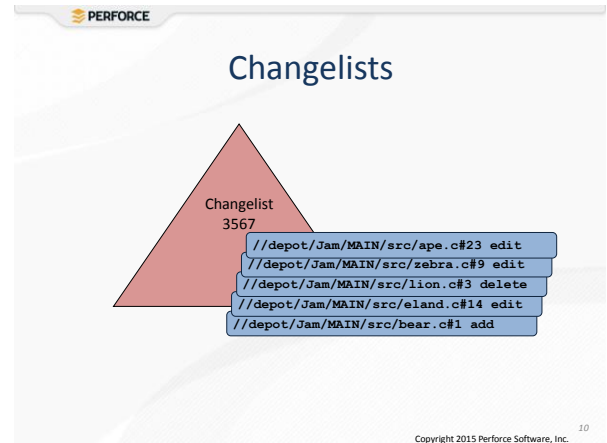 PERFORCE
Changelists
Changelist
3567
//depot/Jam/MAIN/src/ape.c#23 edit
//depot/Jam/MAIN/src/zebra.c#9 edit
//depot/Jam/MAIN/src/lion.c#3 delete
//depot/Jam/MAIN/src/eland.c#14 edit
//depot/Jam/MAIN/src/bear.c#1 add
10
Copyright 2015 Perforce Software, Inc.